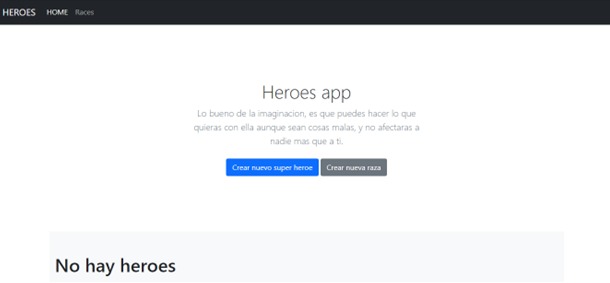 HEROES HOME Races
Heroes app
Lo bueno de la imaginacion, es que puedes hacer lo que
quieras con ella aunque sean cosas malas, y no afectaras a
nadie mas que a ti.
Crear nuevo super heroe Crear nueva raza
No hay heroes